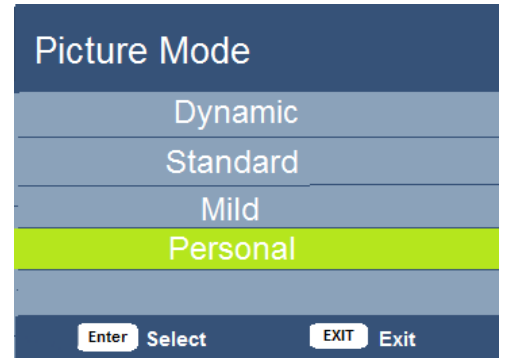 Picture Mode
Dynamic
Standard
Mild
Personal
Enter Select EXIT Exit